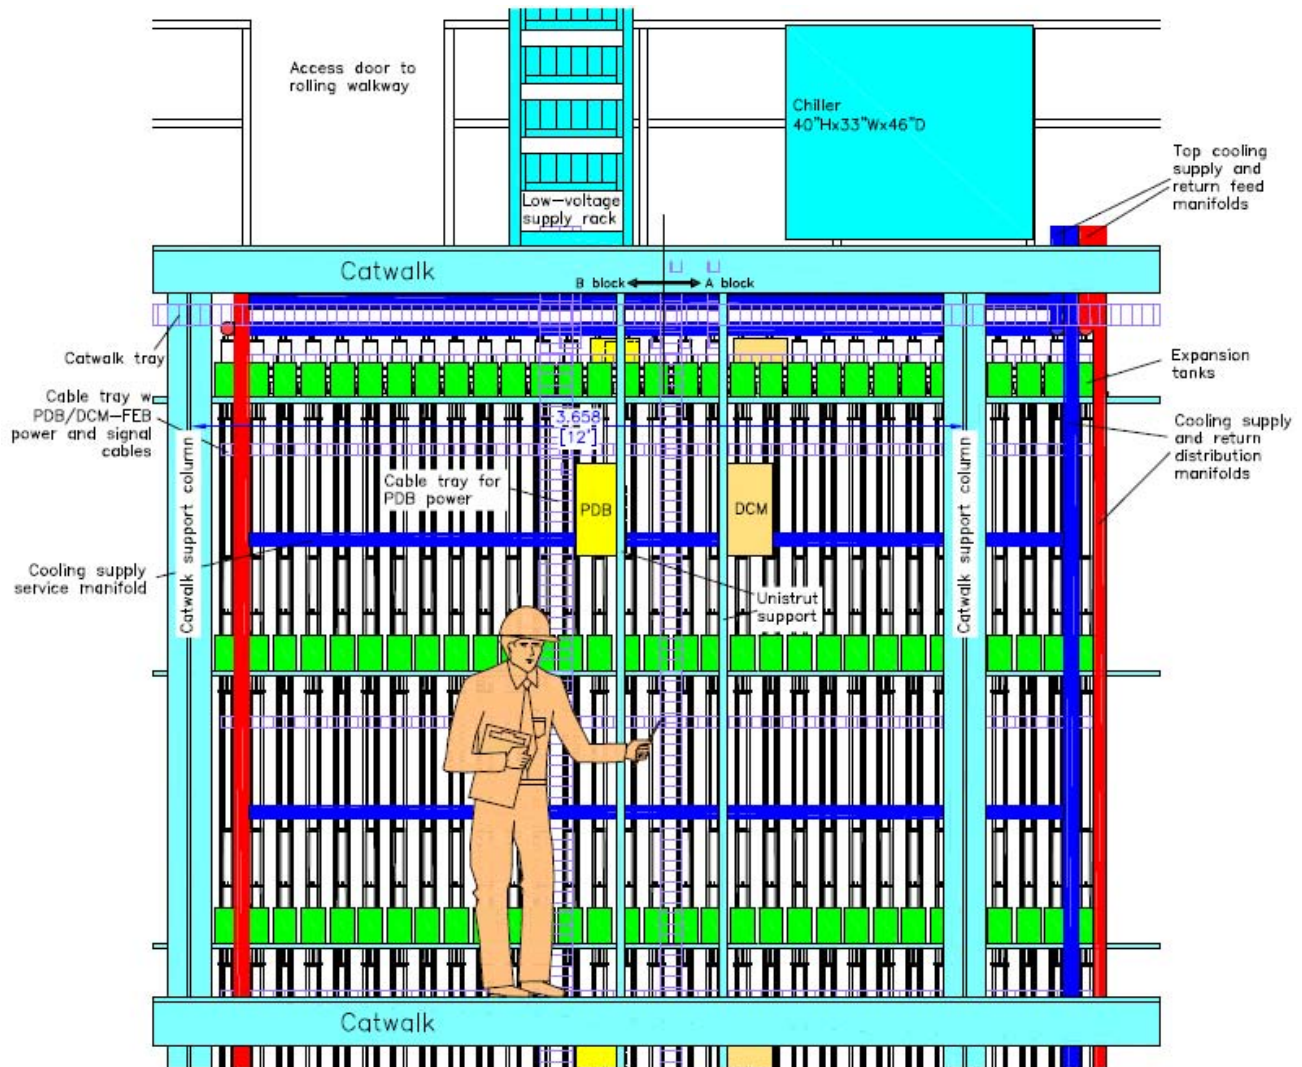 Access door to
rolling walkway
Chiller
40"Hx33"Wx46"D
Top cooling
supply and
return feed
manifolds
Low-voltage
supply rack
Catwalk
B block
A block
Catwalk tray
Expansion
tanks
Cable tray w
PDB/DCM-FEB
power and signal
cables
3.658
[12']
Cooling supply
and return
distribution
manifolds
Catwalk support column
Cable tray for
PDB power
PDB
DCM
Catwalk support column
Cooling supply
service manifold
Unistrut
support
Catwalk